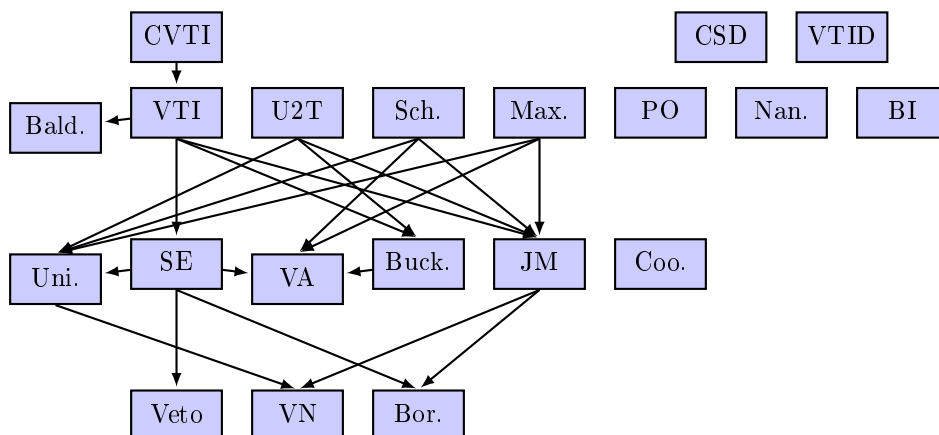 CVTI
CSD
VTID
Bald.
VTI
U2T
Sch.
Max.
PO
Nan.
BI
Uni.
SE
VA
Buck.
JM
Coo.
Veto
VN
Bor.